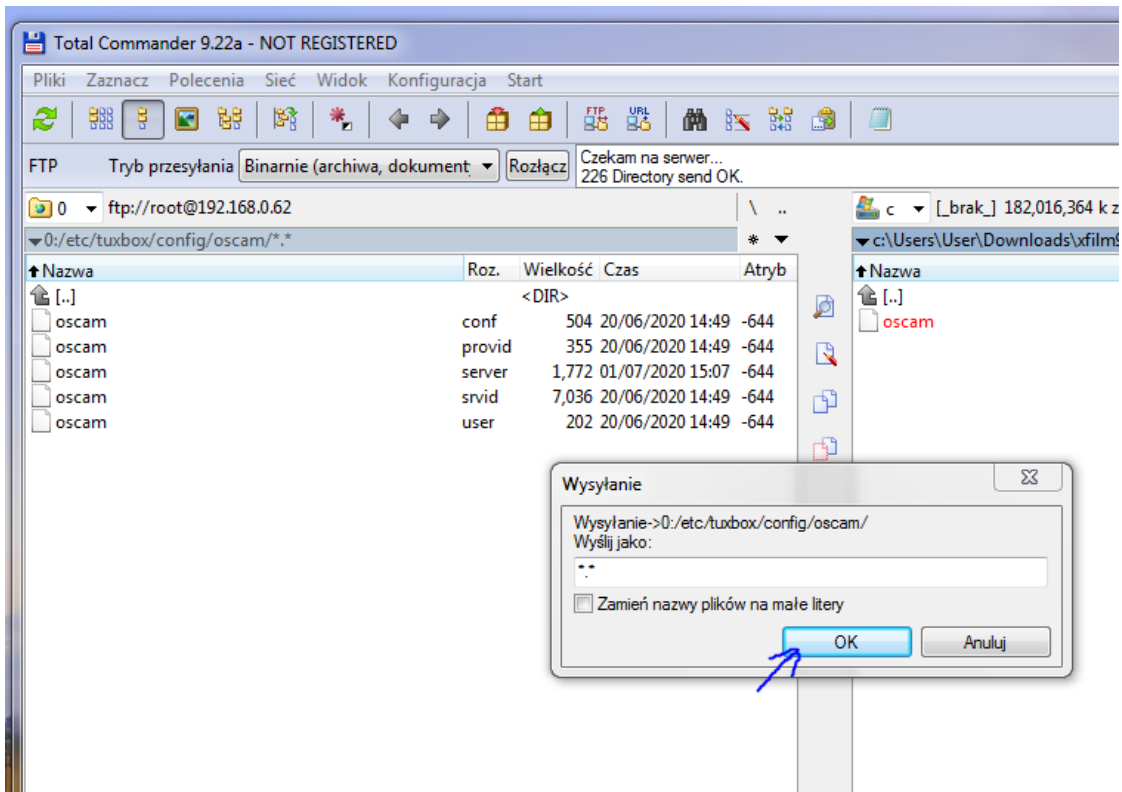 Total Commander 9.22a - NOT REGISTERED
Pliki Zaznacz Polecenia Sieć Widok Konfiguracja Start
FTP URL
FTP Tryb przesyłania Binarnie (archiwa, dokument Rozłącz
Czekam na serwer...
226 Directory send OK.
0 ftp://root@192.168.0.62 \ .. c [_brak_] 182,016,364 k z
0:/etc/tuxbox/config/oscam/*.* * c:\Users\User\Downloads\xfilm
Nazwa Roz. Wielkość Czas Atryb Nazwa
[..] <DIR> [..]
oscam conf 504 20/06/2020 14:49 -644 oscam
oscam provid 355 20/06/2020 14:49 -644
oscam server 1,772 01/07/2020 15:07 -644
oscam srvid 7,036 20/06/2020 14:49 -644
oscam user 202 20/06/2020 14:49 -644
Wysyłanie
Wysyłanie->0:/etc/tuxbox/config/oscam/
Wyślij jako:
*.*
Zamień nazwy plików na małe litery
OK Anuluj